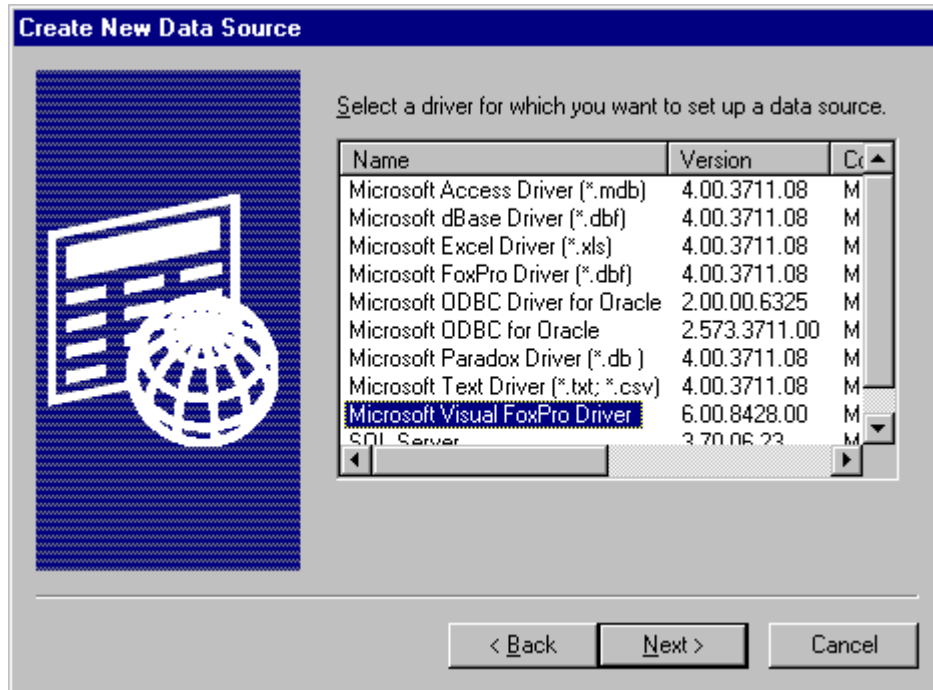 Create New Data Source
Select a driver for which you want to set up a data source.
Name Version Co
Microsoft Access Driver (*.mdb) 4.00.3711.08 M
Microsoft dBase Driver (*.dbf) 4.00.3711.08 M
Microsoft Excel Driver (*.xls) 4.00.3711.08 M
Microsoft FoxPro Driver (*.dbf) 4.00.3711.08 M
Microsoft ODBC Driver for Oracle 2.00.00.6325 M
Microsoft ODBC for Oracle 2.573.3711.00 M
Microsoft Paradox Driver (*.db ) 4.00.3711.08 M
Microsoft Text Driver (*.txt; *.csv) 4.00.3711.08 M
Microsoft Visual FoxPro Driver 6.00.8428.00 M
SQL Server 3.70.06.23 M
< Back Next > Cancel